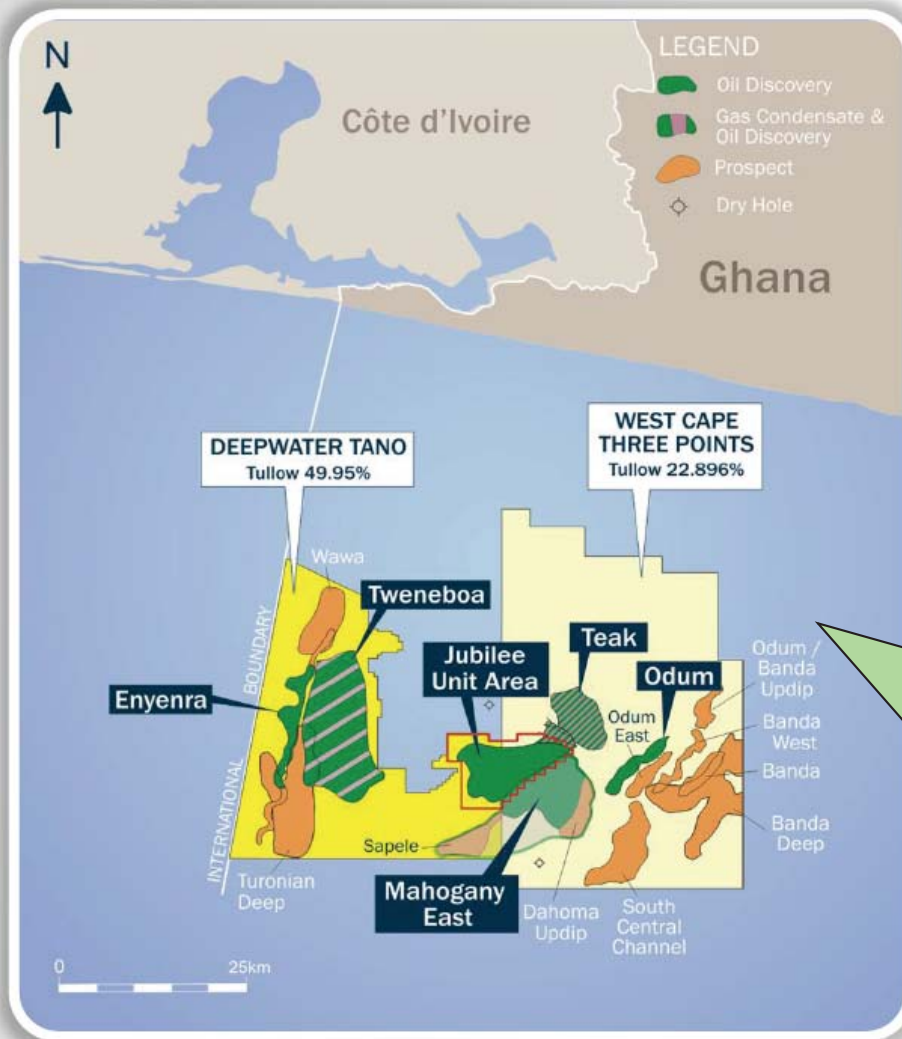 N
Côte d'Ivoire
LEGEND
Oil Discovery
Gas Condensate &
Oil Discovery
Prospect
Dry Hole
Ghana
DEEPWATER TANO
Tullow 49.95%
WEST CAPE
THREE POINTS
Tullow 22.896%
Wawa
Tweneboa
Enyenra
INTERNATIONAL BOUNDARY
Jubilee
Unit Area
Teak
Odum
Odum
East
Odum /
Banda
Updip
Banda
West
Banda
Banda
Deep
Sapele
Turonian
Deep
Mahogany
East
Dahoma
Updip
South
Central
Channel
0 25km